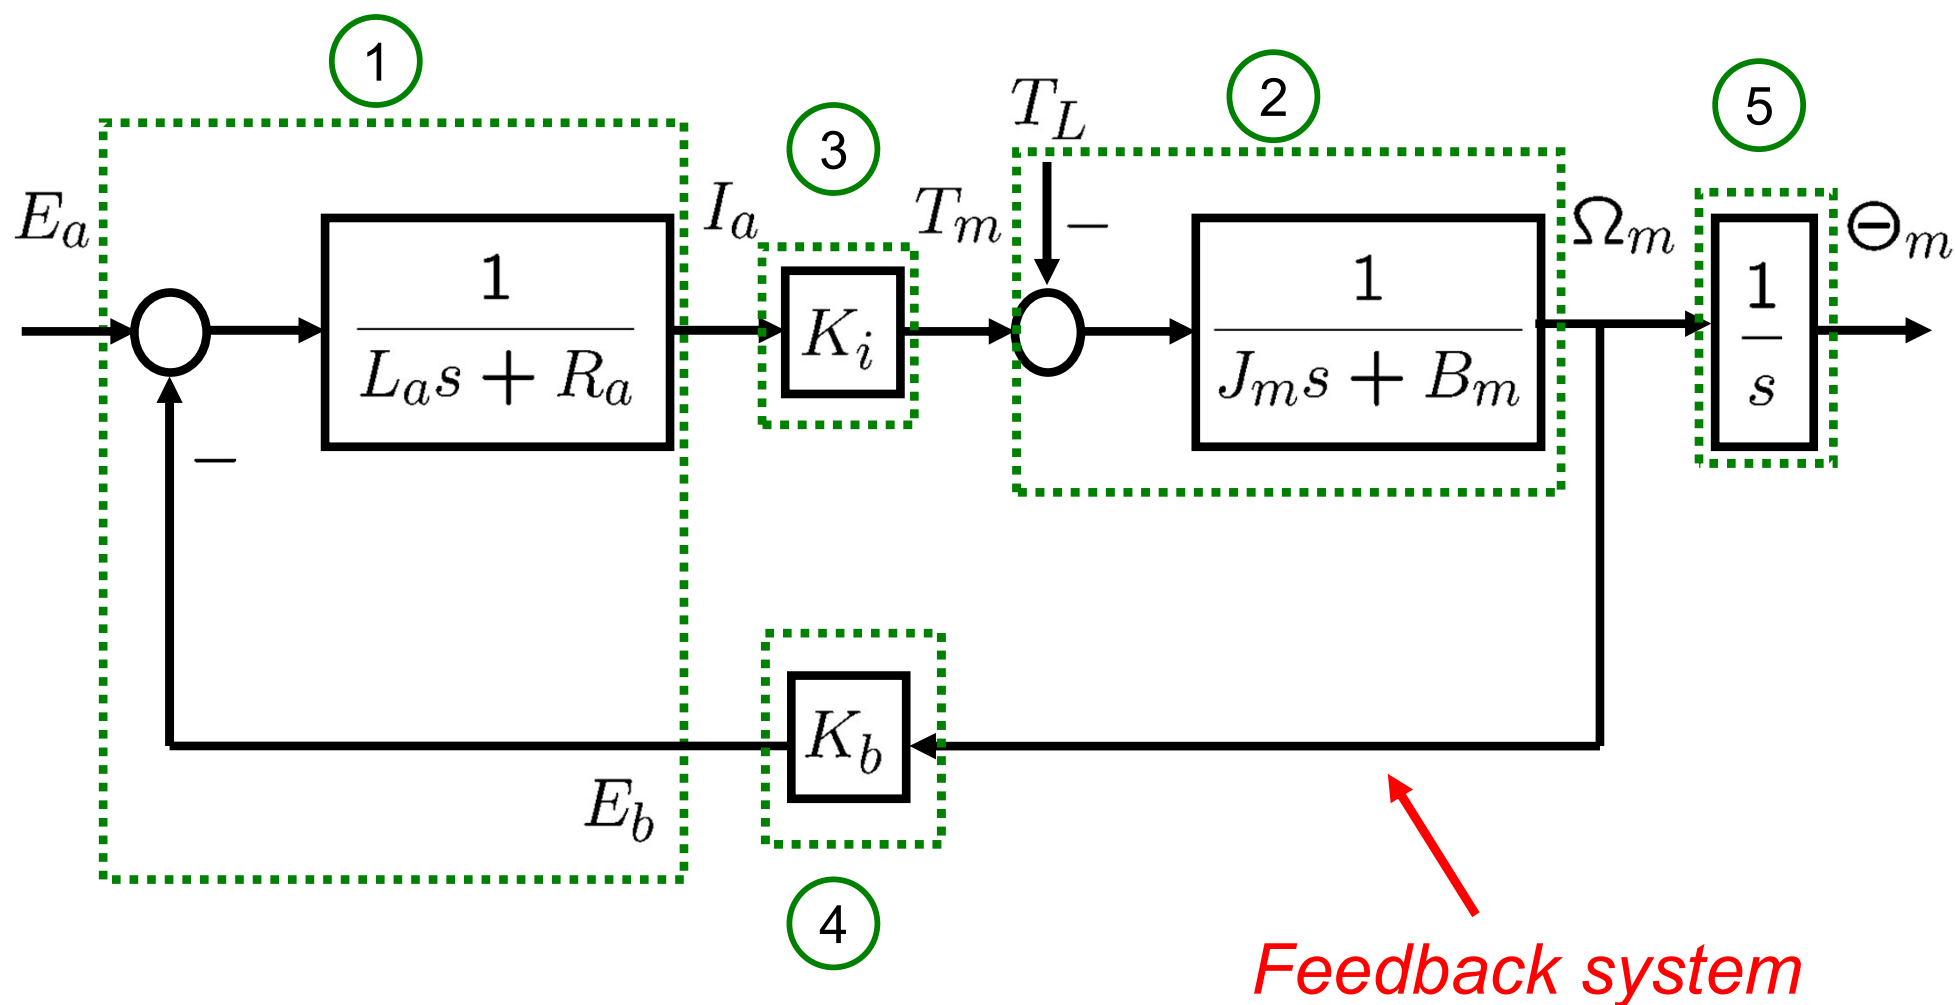 1
3
2
5
E_a
I_a
T_m
T_L
−
Ω_m
Θ_m
1
L_a s + R_a
K_i
1
J_m s + B_m
1
s
−
K_b
E_b
4
Feedback system